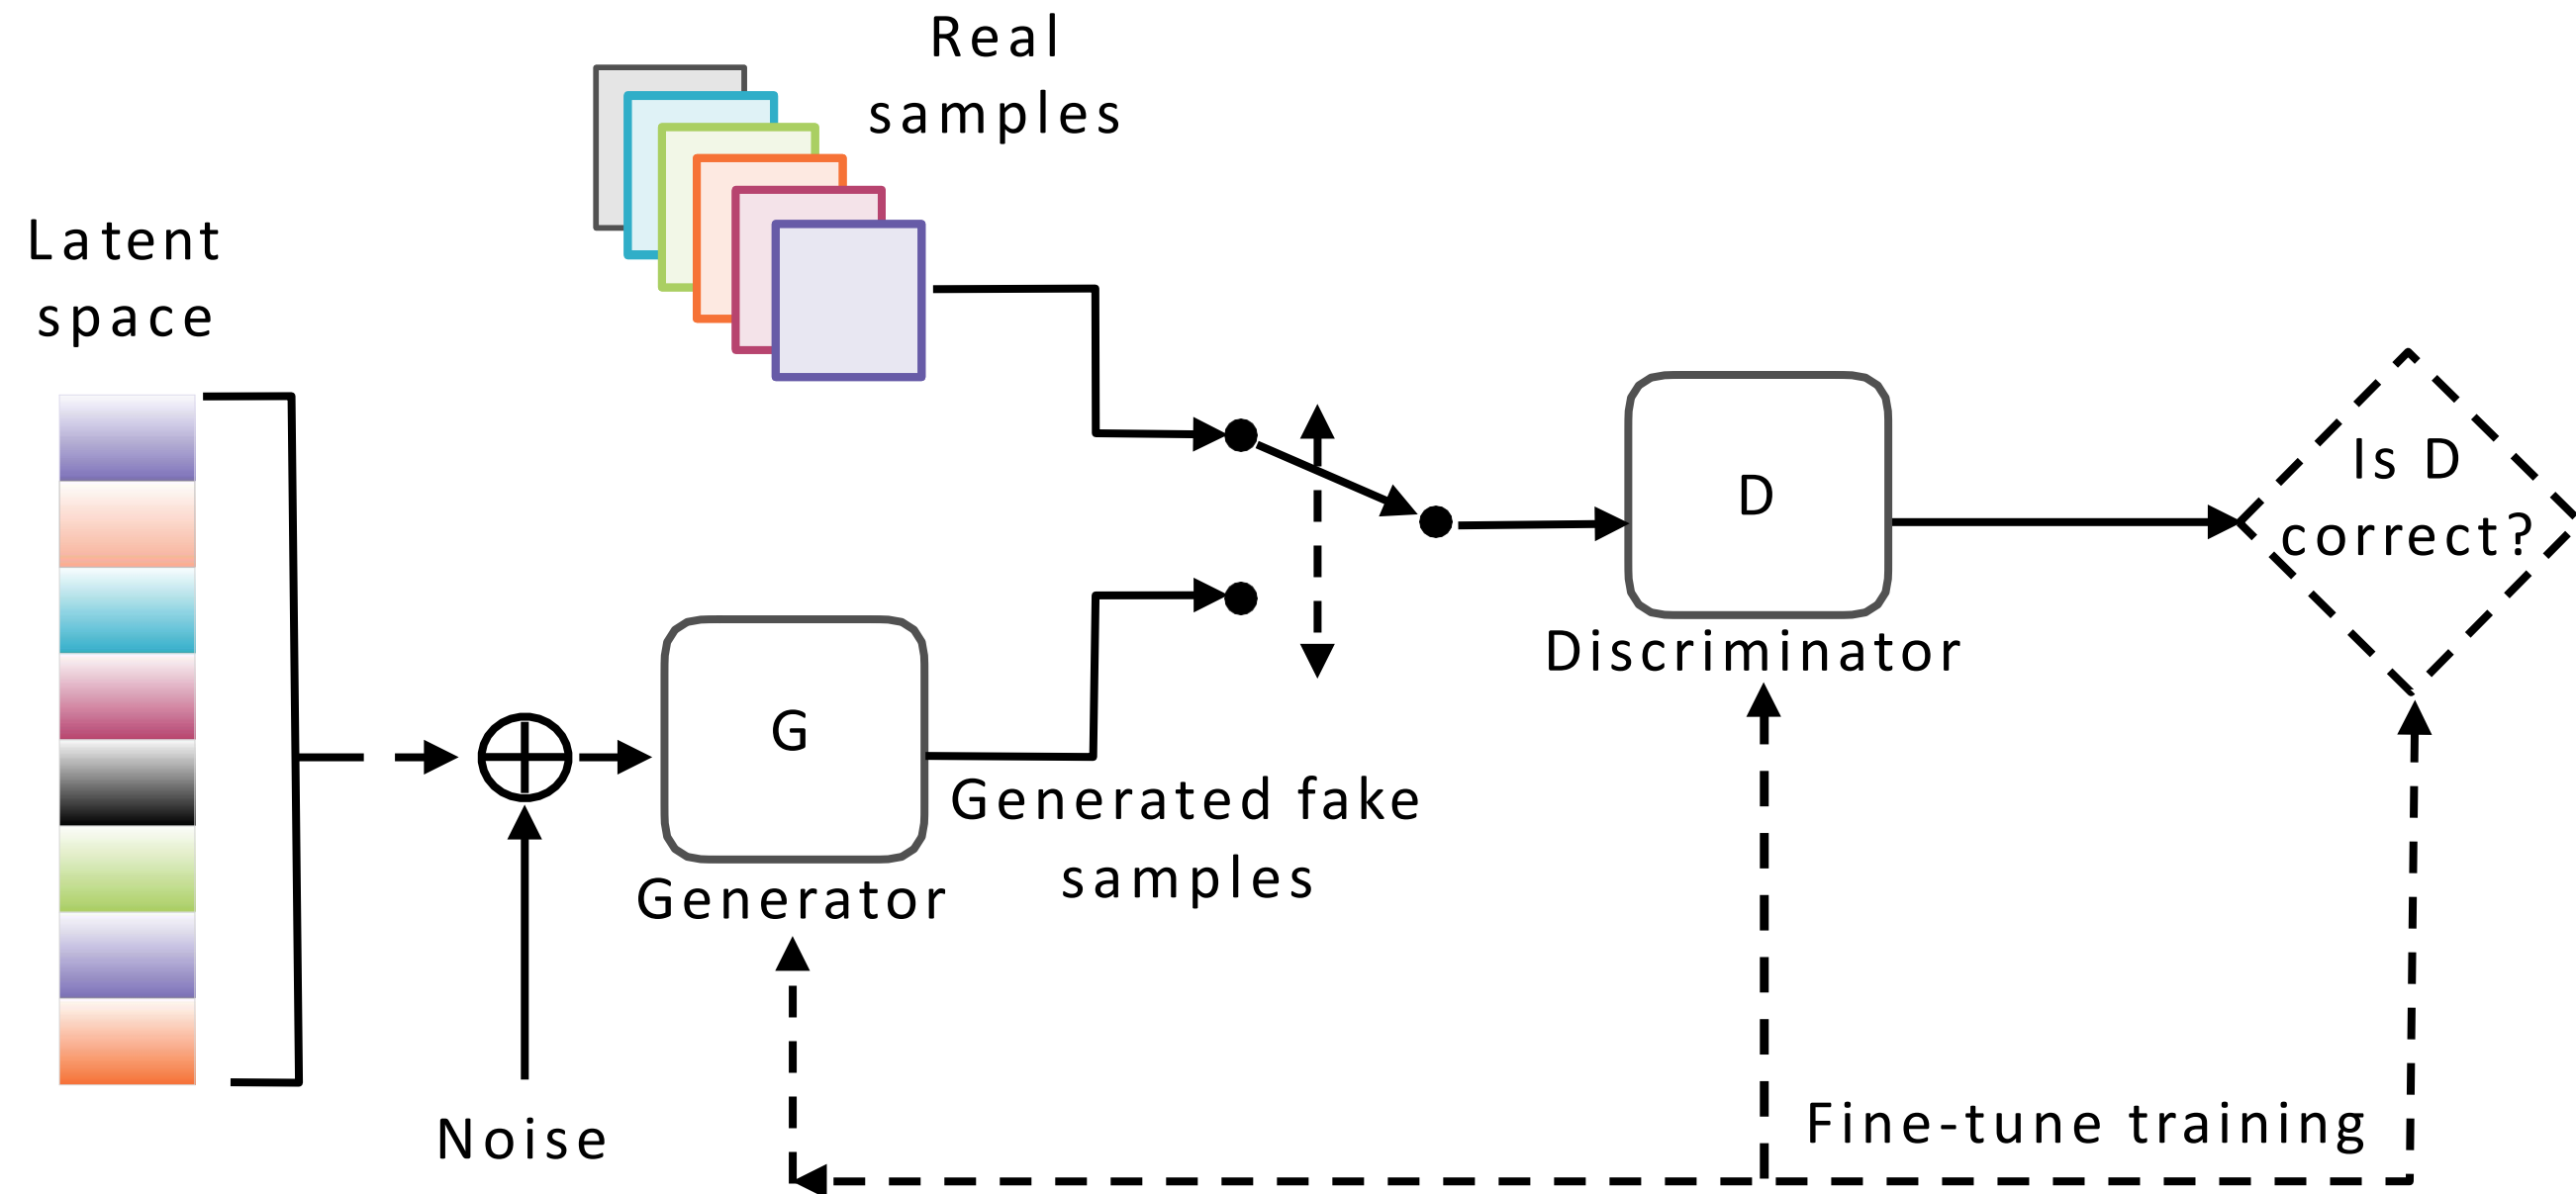 Real
samples
Latent
space
Is D
correct?
D
Discriminator
G
Generated fake
samples
Generator
Noise
Fine-tune training